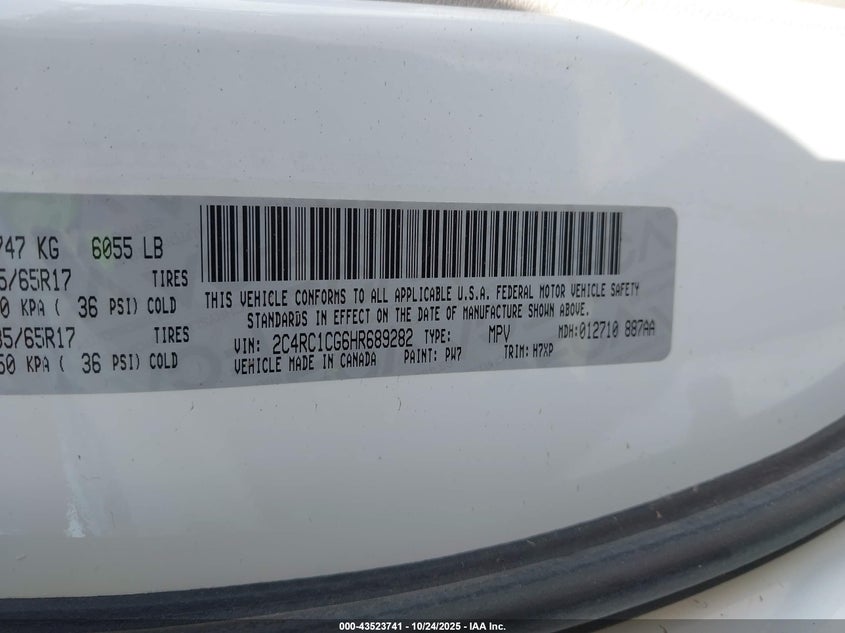 747 KG 6055 LB
5/65R17 TIRES
0 KPA ( 36 PSI) COLD
35/65R17 TIRES
50 KPA ( 36 PSI) COLD
THIS VEHICLE CONFORMS TO ALL APPLICABLE U.S.A. FEDERAL MOTOR VEHICLE SAFETY
STANDARDS IN EFFECT ON THE DATE OF MANUFACTURE SHOWN ABOVE.
VIN: 2C4RC1CG6HR689282 TYPE: MPV MDH:012710 887AA
VEHICLE MADE IN CANADA PAINT: PW7 TRIM: H7XP
000-43523741 - 10/24/2025 - IAA Inc.